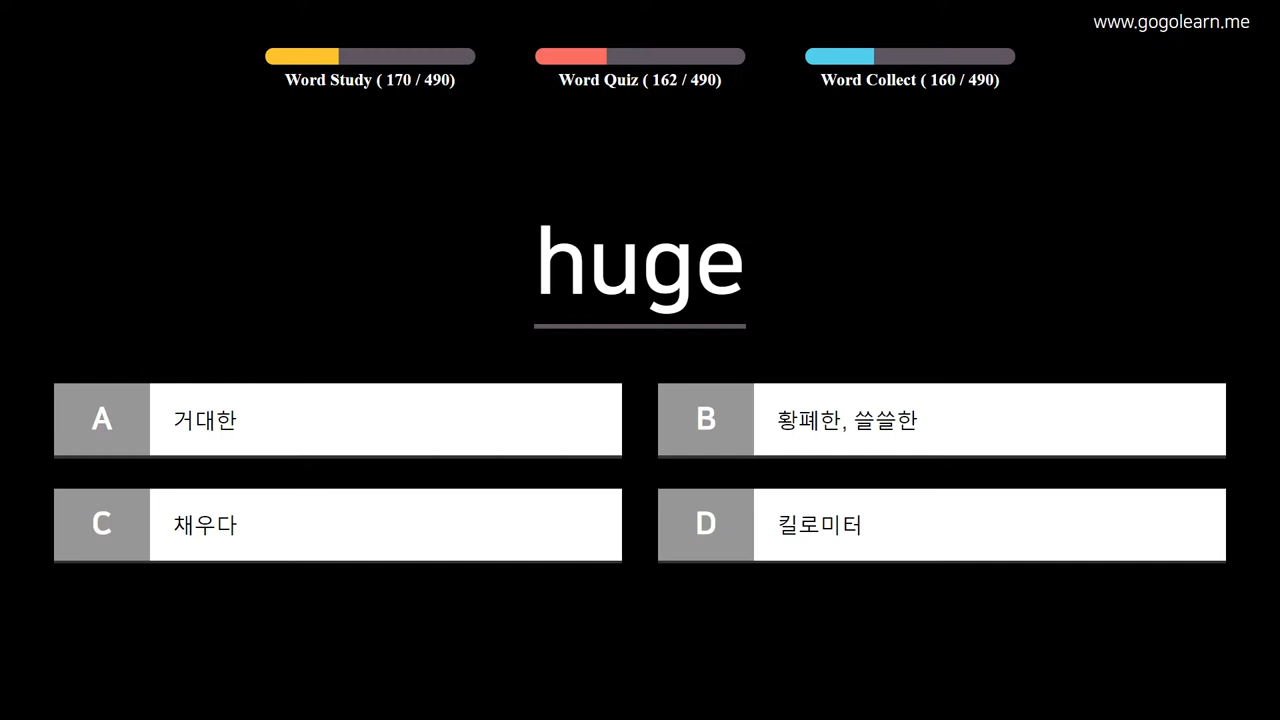 www.gogolearn.me
Word Study ( 170 / 490)
Word Quiz ( 162 / 490)
Word Collect ( 160 / 490)
huge
A 거대한
B 황폐한, 쓸쓸한
C 채우다
D 킬로미터